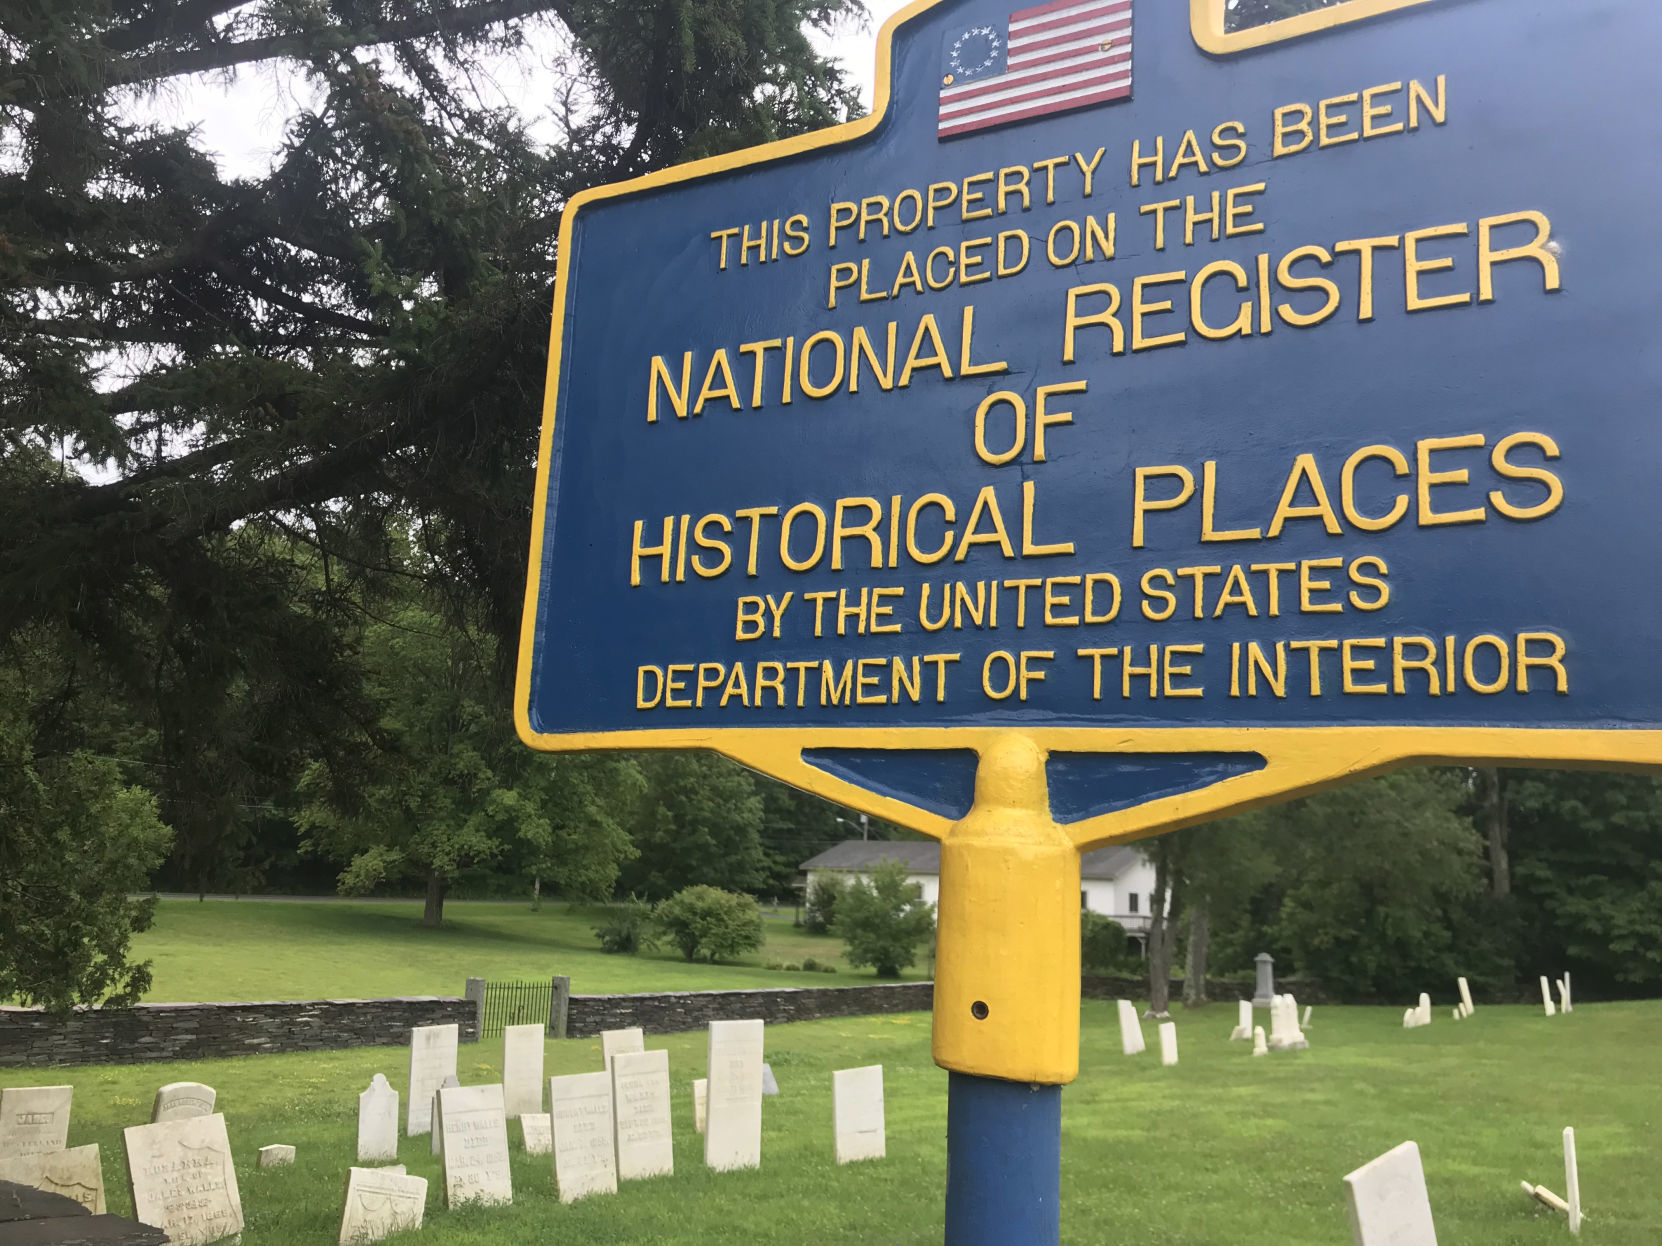 THIS PROPERTY HAS BEEN
PLACED ON THE
NATIONAL REGISTER
OF
HISTORICAL PLACES
BY THE UNITED STATES
DEPARTMENT OF THE INTERIOR